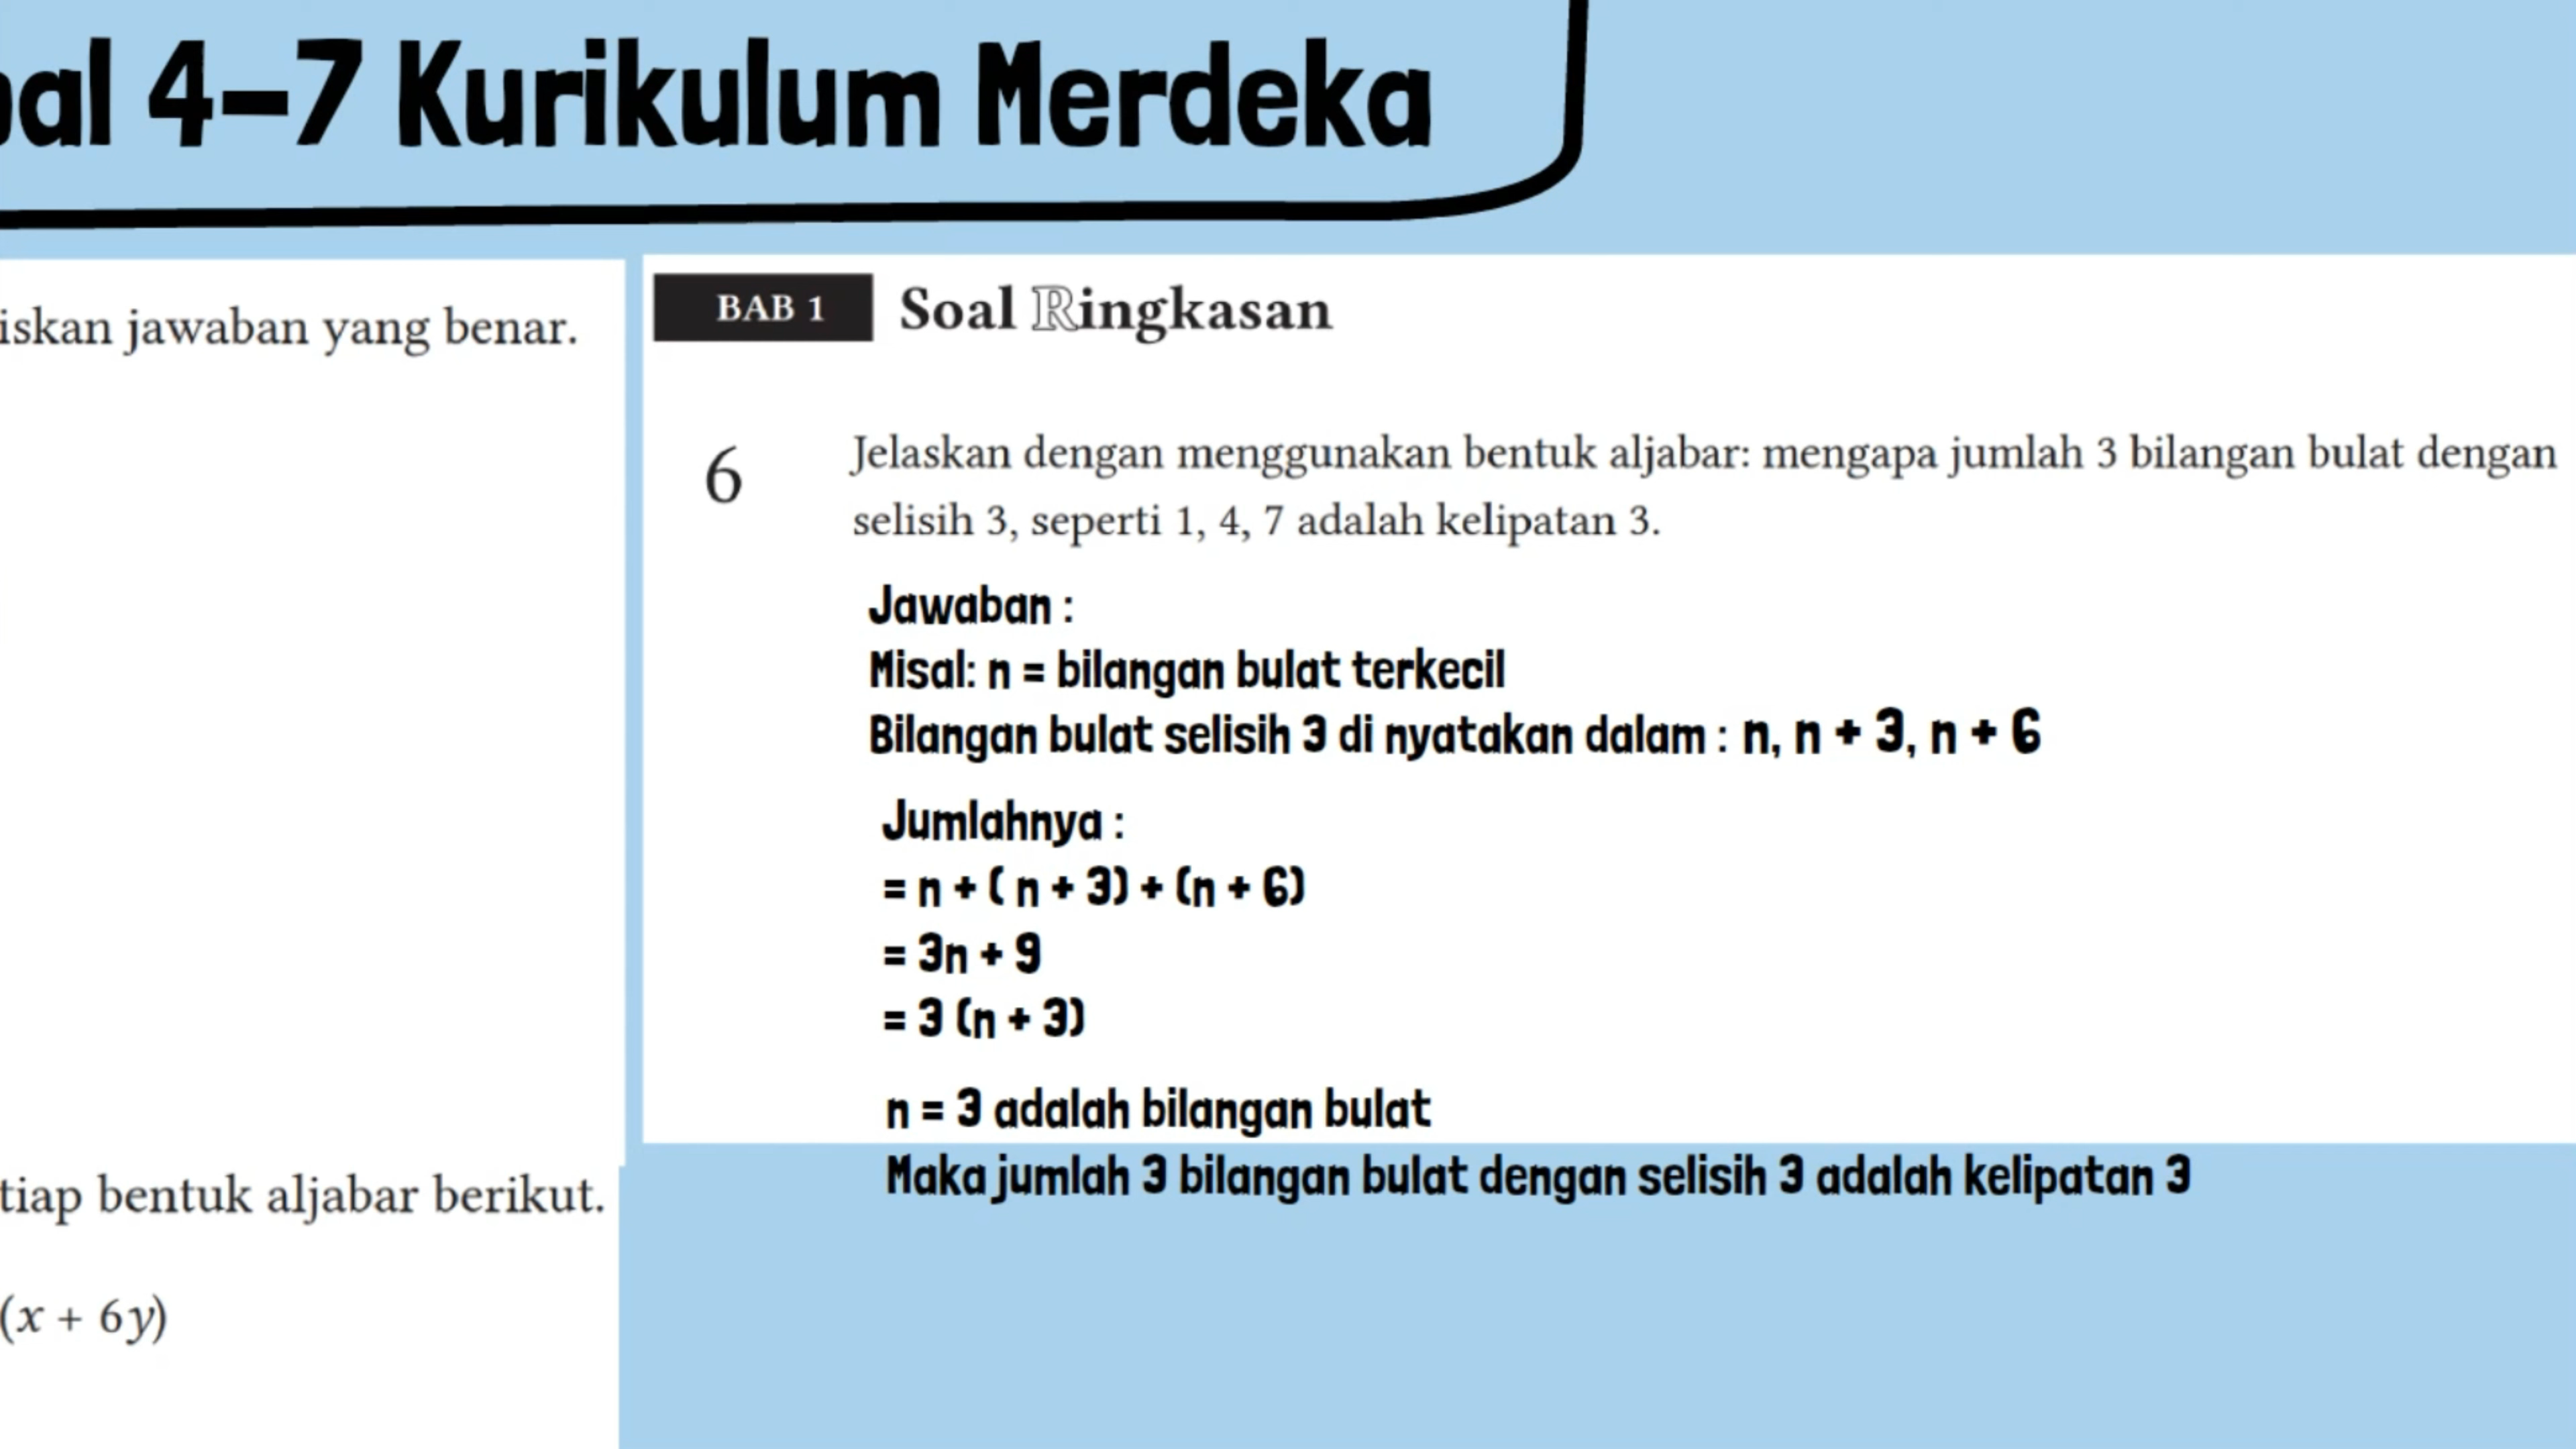 al 4-7 Kurikulum Merdeka
iskan jawaban yang benar.
tiap bentuk aljabar berikut.
(x + 6y)
BAB 1 Soal Ringkasan
6 Jelaskan dengan menggunakan bentuk aljabar: mengapa jumlah 3 bilangan bulat dengan
selisih 3, seperti 1, 4, 7 adalah kelipatan 3.
Jawaban :
Misal: n = bilangan bulat terkecil
Bilangan bulat selisih 3 di nyatakan dalam : n, n + 3, n + 6
Jumlahnya :
= n + ( n + 3) + (n + 6)
= 3n + 9
= 3 (n + 3)
n = 3 adalah bilangan bulat
Maka jumlah 3 bilangan bulat dengan selisih 3 adalah kelipatan 3